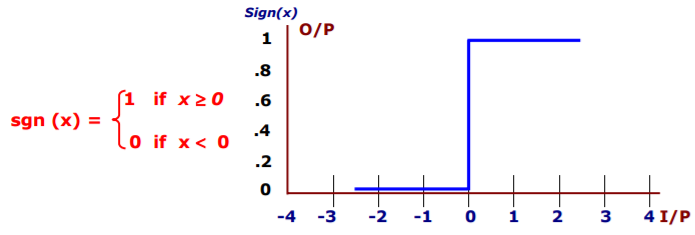 Sign(x)
O/P
1
.8
.6
.4
.2
0
sgn (x) = { 1 if x ≥ 0
0 if x < 0
-4 -3 -2 -1 0 1 2 3 4 I/P